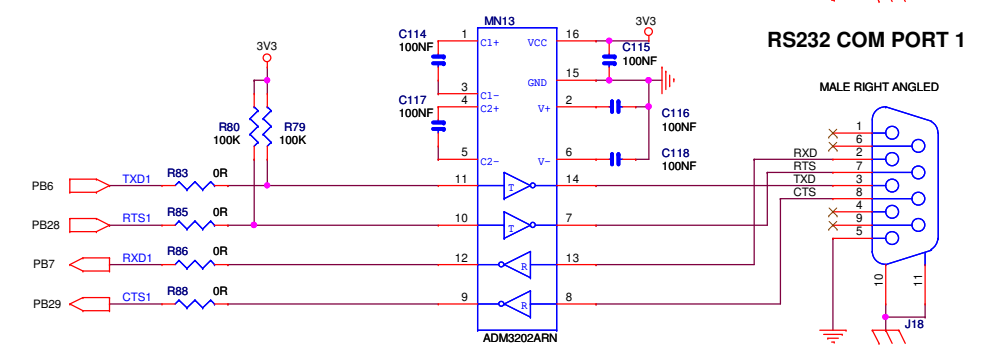 RS232 COM PORT 1
MALE RIGHT ANGLED
MN13
3V3
3V3
C114
100NF
1
C1+
VCC
16
C115
100NF
GND
15
3
C1-
4
C2+
C117
100NF
V+
2
C116
100NF
5
C2-
V-
6
C118
100NF
R80
100K
R79
100K
PB6
TXD1
R83
0R
11
T
14
PB28
RTS1
R85
0R
10
T
7
PB7
RXD1
R86
0R
12
R
13
PB29
CTS1
R88
0R
9
R
8
ADM3202ARN
1
6
RXD
2
RTS
7
TXD
3
CTS
8
4
9
5
10
11
J18